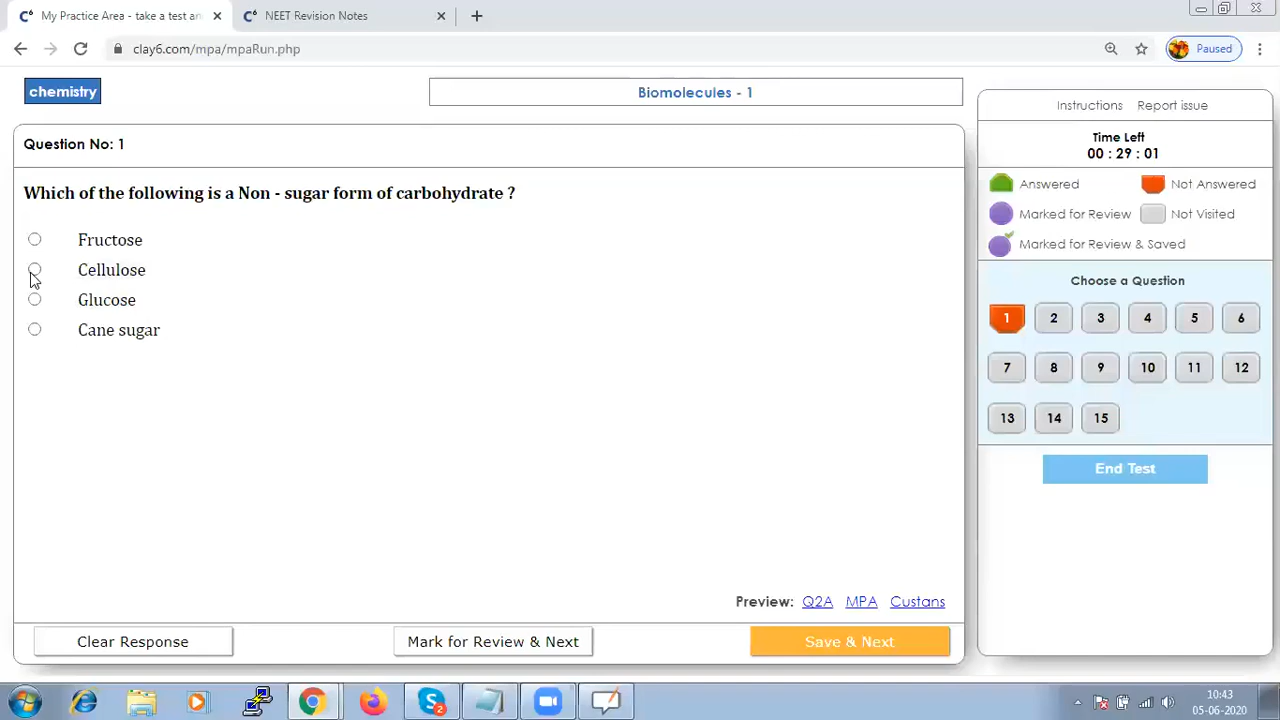 My Practice Area - take a test an
NEET Revision Notes
clay6.com/mpa/mpaRun.php
Paused
chemistry
Biomolecules - 1
Instructions Report issue
Question No: 1
Time Left
00 : 29 : 01
Which of the following is a Non - sugar form of carbohydrate ?
Answered Not Answered
Marked for Review Not Visited
Marked for Review & Saved
Fructose
Cellulose
Glucose
Cane sugar
Choose a Question
1 2 3 4 5 6
7 8 9 10 11 12
13 14 15
End Test
Preview: Q2A MPA Custans
Clear Response Mark for Review & Next Save & Next
2
10:43
05-06-2020